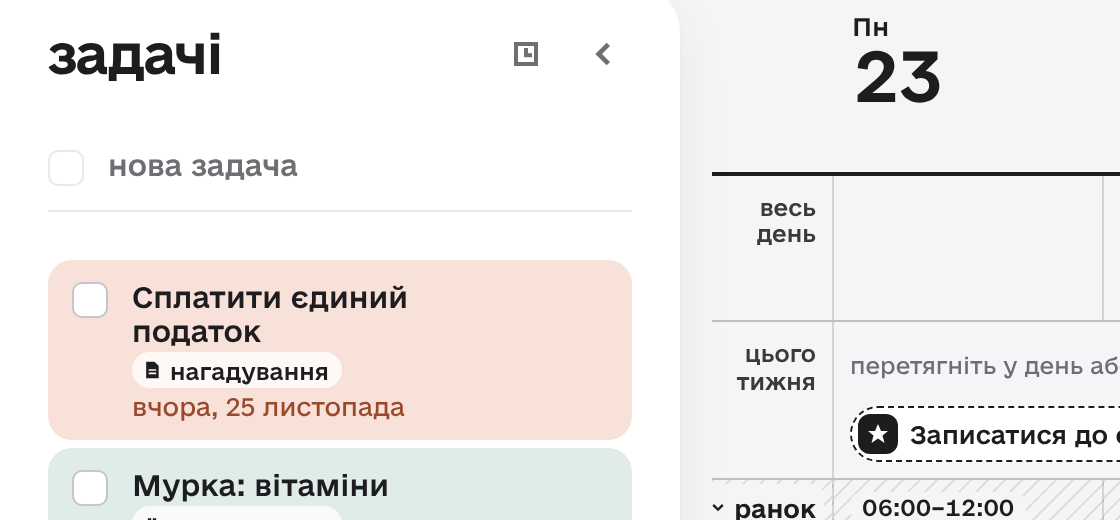 задачі
нова задача
Сплатити єдиний
податок
нагадування
вчора, 25 листопада
Мурка: вітаміни
Пн
23
весь
день
цього
тижня
перетягніть у день аб
Записатися до
ранок
06:00–12:00